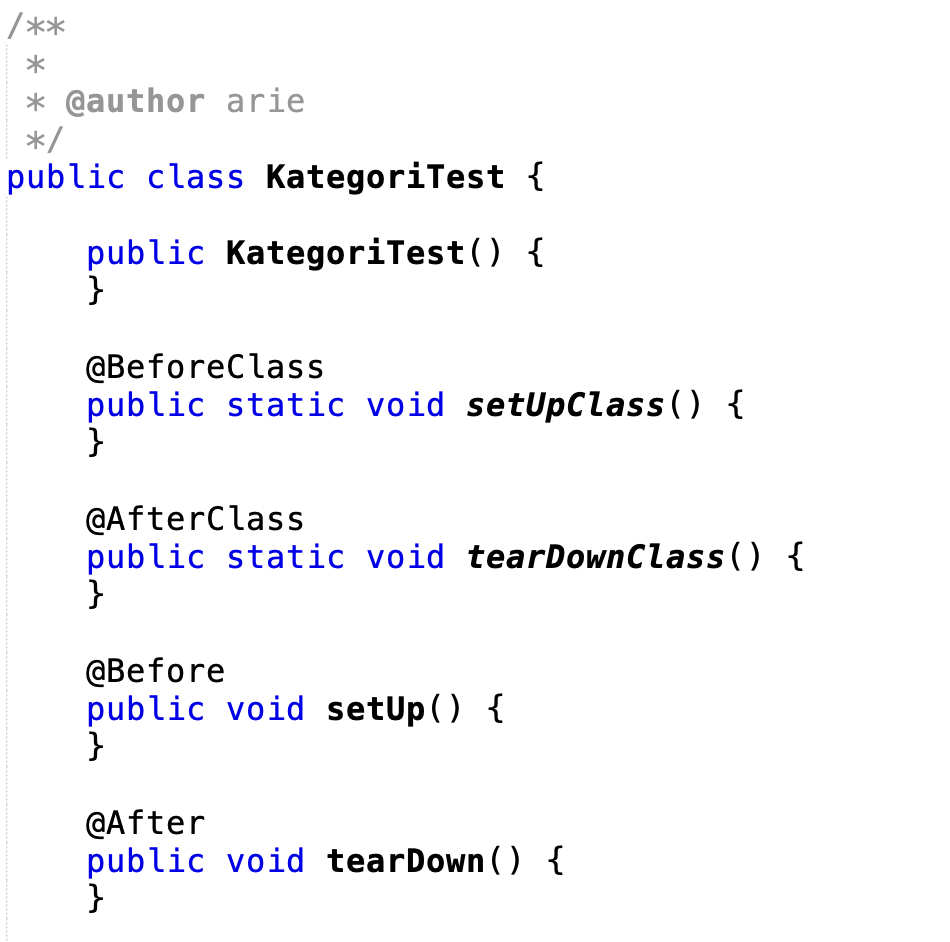 /**
 *
 * @author arie
 */
public class KategoriTest {

    public KategoriTest() {
    }

    @BeforeClass
    public static void setUpClass() {
    }

    @AfterClass
    public static void tearDownClass() {
    }

    @Before
    public void setUp() {
    }

    @After
    public void tearDown() {
    }